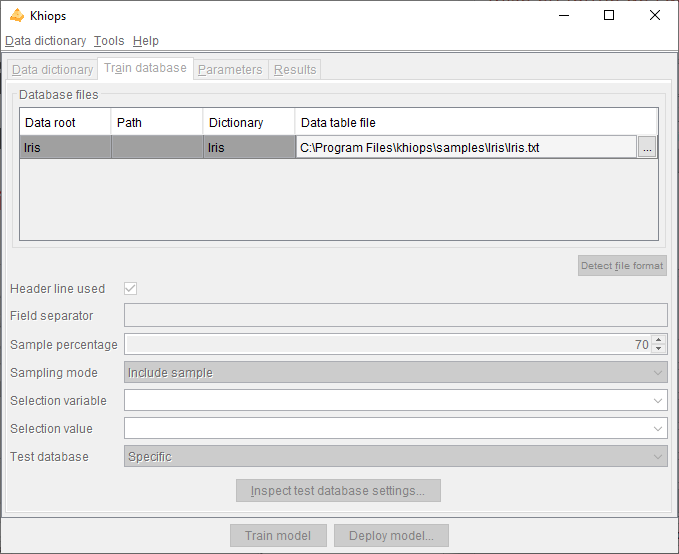 Khiops
Data dictionary Tools Help
Data dictionary Train database Parameters Results
Database files
Data root Path Dictionary Data table file
Iris Iris C:\Program Files\khiops\samples\Iris\Iris.txt ...
Detect file format
Header line used
Field separator
Sample percentage 70
Sampling mode Include sample
Selection variable
Selection value
Test database Specific
Inspect test database settings...
Train model Deploy model...